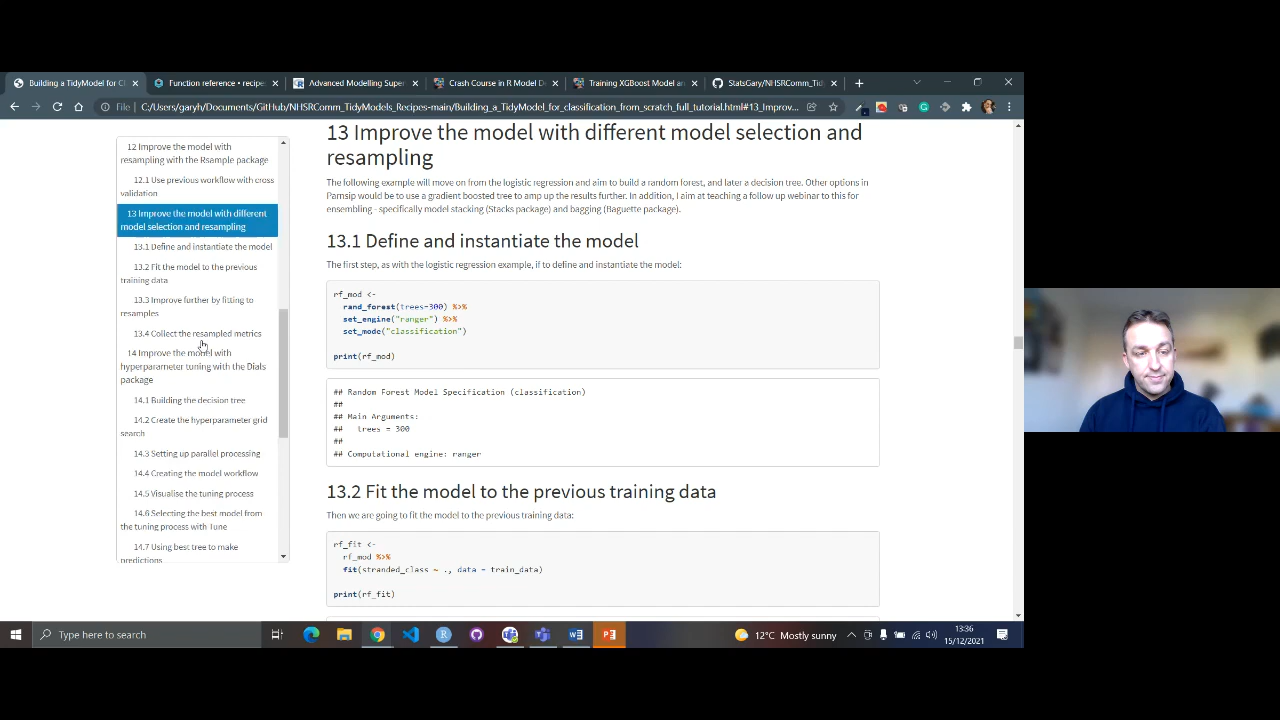 Building a TidyModel for Cl
Function reference • recipe
Advanced Modelling Super
Crash Course in R Model D
Training XGBoost Model an
StatsGary/NHSRComm_Tidy
File
C:/Users/garyh/Documents/GitHub/NHSRComm_TidyModels_Recipes-main/Building_a_TidyModel_for_classification_from_scratch_full_tutorial.html#13_Improv...
12 Improve the model with
resampling with the Rsample package
12.1 Use previous workflow with cross
validation
13 Improve the model with different
model selection and resampling
13.1 Define and instantiate the model
13.2 Fit the model to the previous
training data
13.3 Improve further by fitting to
resamples
13.4 Collect the resampled metrics
14 Improve the model with
hyperparameter tuning with the Dials
package
14.1 Building the decision tree
14.2 Create the hyperparameter grid
search
14.3 Setting up parallel processing
14.4 Creating the model workflow
14.5 Visualise the tuning process
14.6 Selecting the best model from
the tuning process with Tune
14.7 Using best tree to make
predictions
13 Improve the model with different model selection and
resampling
The following example will move on from the logistic regression and aim to build a random forest, and later a decision tree. Other options in
Parnsip would be to use a gradient boosted tree to amp up the results further. In addition, I aim at teaching a follow up webinar to this for
ensembling - specifically model stacking (Stacks package) and bagging (Baguette package).
13.1 Define and instantiate the model
The first step, as with the logistic regression example, if to define and instantiate the model:
rf_mod <-
rand_forest(trees=300) %>%
set_engine("ranger") %>%
set_mode("classification")
print(rf_mod)
## Random Forest Model Specification (classification)
##
## Main Arguments:
## trees = 300
##
## Computational engine: ranger
13.2 Fit the model to the previous training data
Then we are going to fit the model to the previous training data:
rf_fit <-
rf_mod %>%
fit(stranded_class ~ ., data = train_data)
print(rf_fit)
Type here to search
12°C Mostly sunny
13:36
15/12/2021